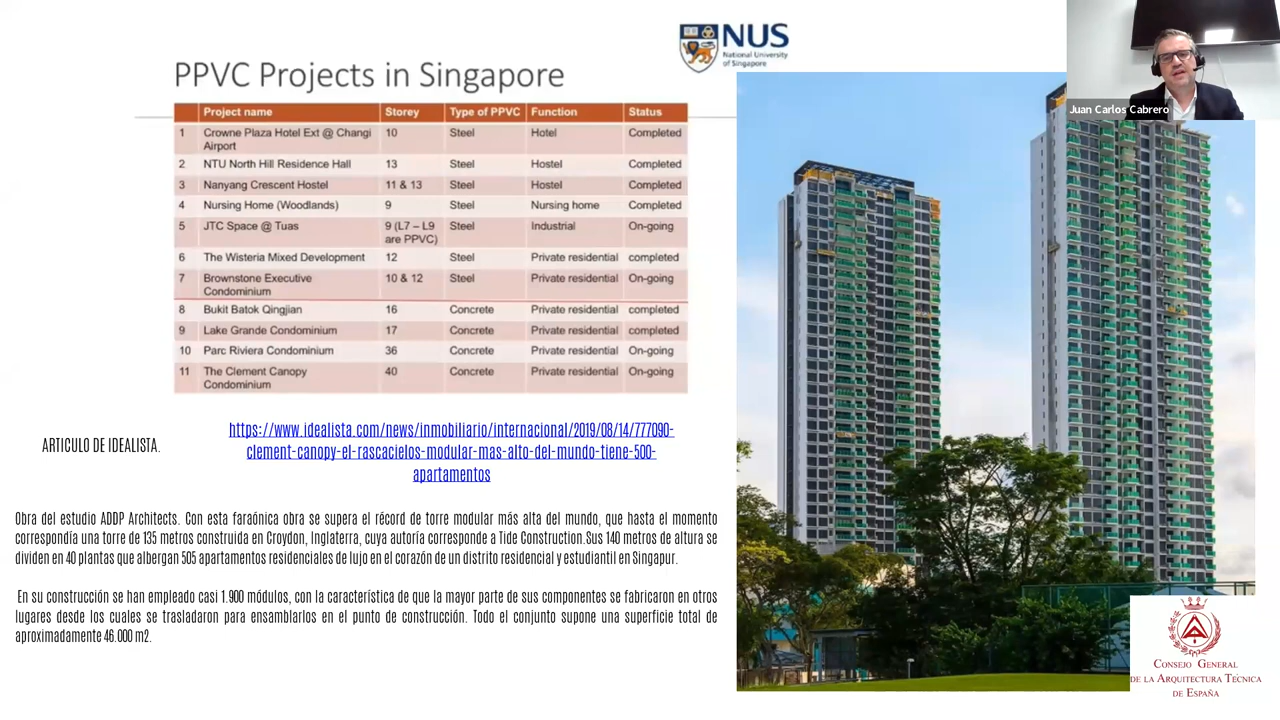 NUS
National University
of Singapore
Juan Carlos Cabrero
PPVC Projects in Singapore
Project name Storey Type of PPVC Function Status
1 Crowne Plaza Hotel Ext @ Changi Airport 10 Steel Hotel Completed
2 NTU North Hill Residence Hall 13 Steel Hostel Completed
3 Nanyang Crescent Hostel 11 & 13 Steel Hostel Completed
4 Nursing Home (Woodlands) 9 Steel Nursing home Completed
5 JTC Space @ Tuas 9 (L7 – L9 are PPVC) Steel Industrial On-going
6 The Wisteria Mixed Development 12 Steel Private residential completed
7 Brownstone Executive Condominium 10 & 12 Steel Private residential On-going
8 Bukit Batok Qingjian 16 Concrete Private residential completed
9 Lake Grande Condominium 17 Concrete Private residential completed
10 Parc Riviera Condominium 36 Concrete Private residential On-going
11 The Clement Canopy Condominium 40 Concrete Private residential On-going
ARTICULO DE IDEALISTA.
https://www.idealista.com/news/inmobiliario/internacional/2019/08/14/777090-
clement-canopy-el-rascacielos-modular-mas-alto-del-mundo-tiene-500-
apartamentos
Obra del estudio ADDP Architects. Con esta faraónica obra se supera el récord de torre modular más alta del mundo, que hasta el momento
correspondía una torre de 135 metros construida en Croydon, Inglaterra, cuya autoría corresponde a Tide Construction.Sus 140 metros de altura se
dividen en 40 plantas que albergan 505 apartamentos residenciales de lujo en el corazón de un distrito residencial y estudiantil en Singapur.
En su construcción se han empleado casi 1.900 módulos, con la característica de que la mayor parte de sus componentes se fabricaron en otros
lugares desde los cuales se trasladaron para ensamblarlos en el punto de construcción. Todo el conjunto supone una superficie total de
aproximadamente 46.000 m2.
CONSEJO GENERAL
DE LA ARQUITECTURA TÉCNICA
DE ESPAÑA